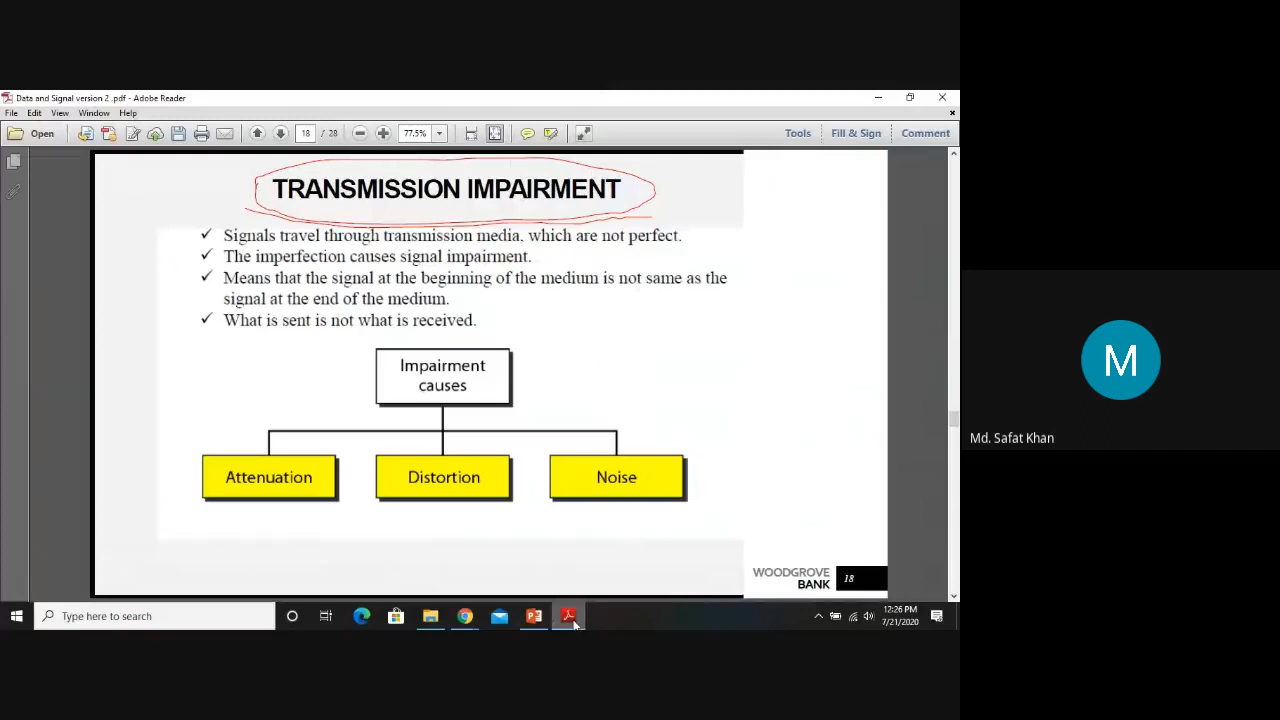 Data and Signal version 2 .pdf - Adobe Reader
File Edit View Window Help
Open 18 / 28 77.5% Tools Fill & Sign Comment
TRANSMISSION IMPAIRMENT
✓ Signals travel through transmission media, which are not perfect.
✓ The imperfection causes signal impairment.
✓ Means that the signal at the beginning of the medium is not same as the
signal at the end of the medium.
✓ What is sent is not what is received.
Impairment
causes
Attenuation Distortion Noise
WOODGROVE
BANK 18
M
Md. Safat Khan
Type here to search
12:26 PM
7/21/2020